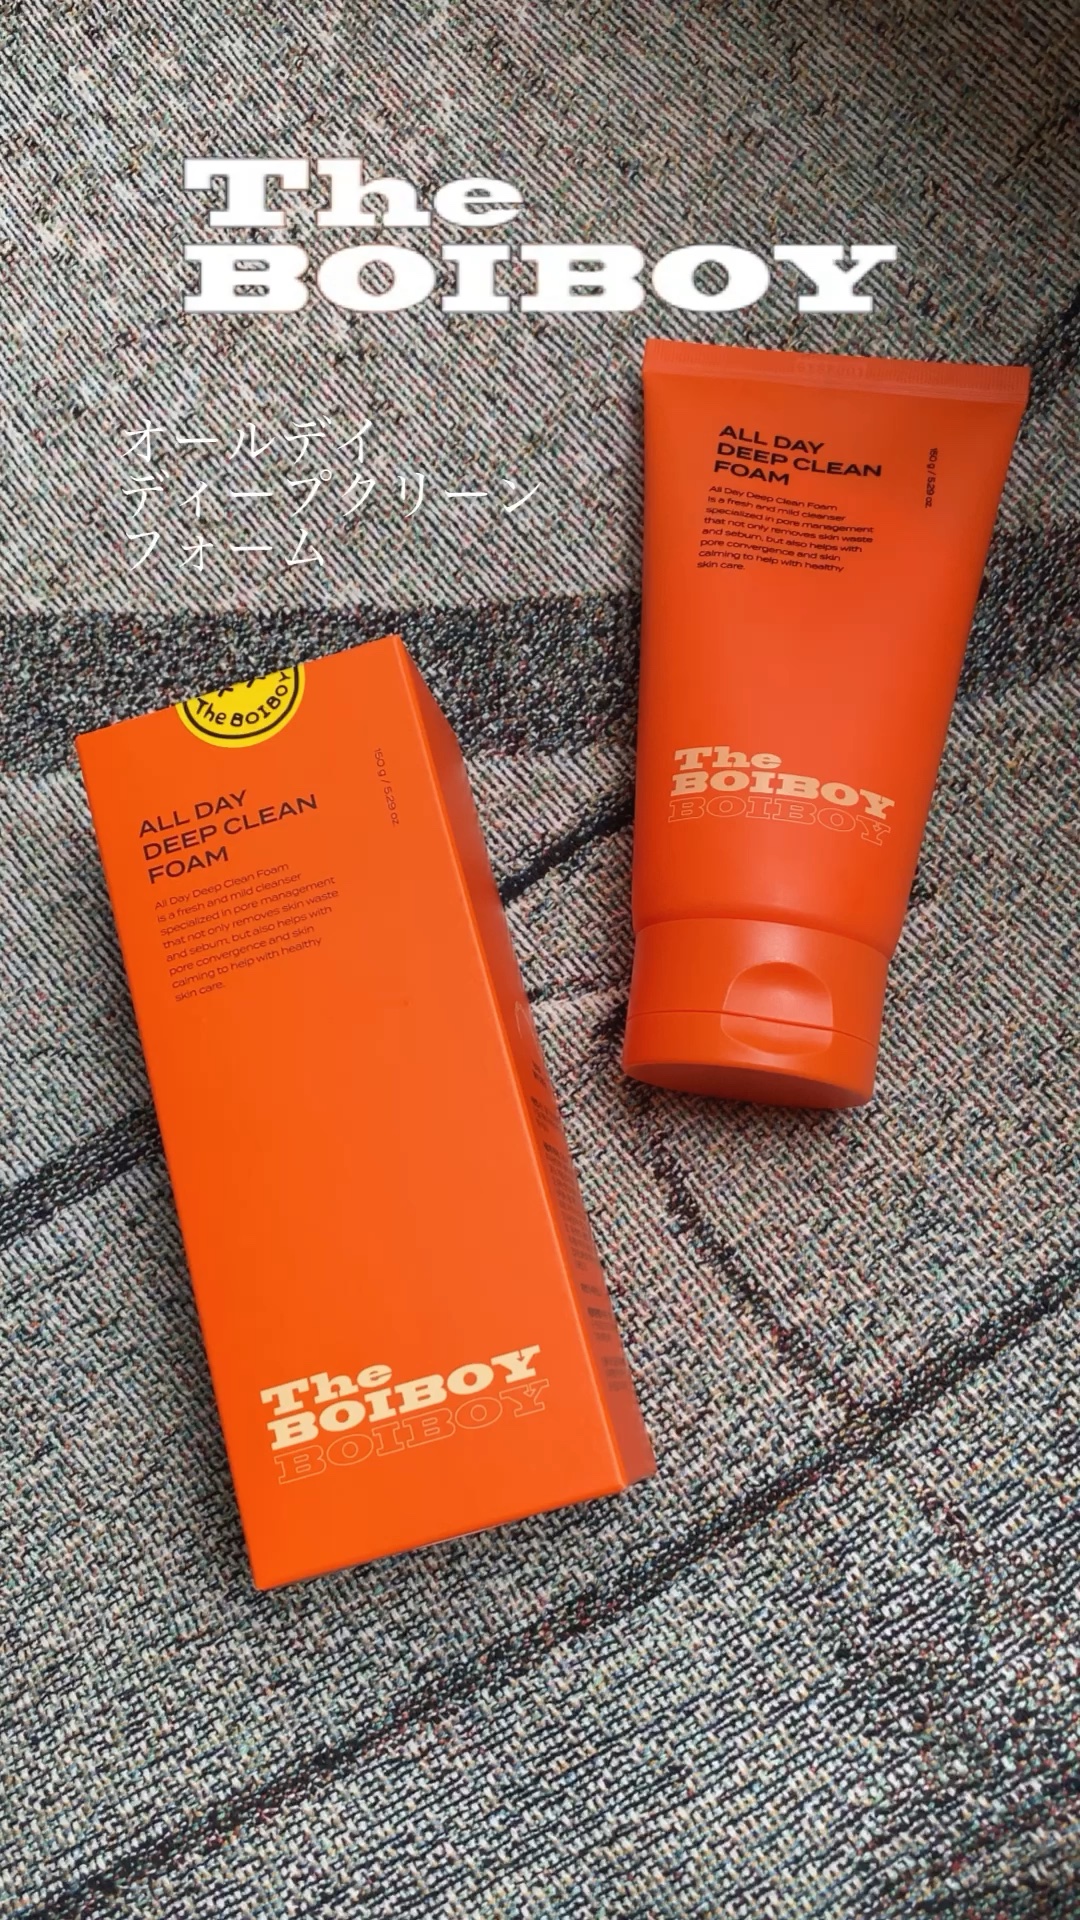 The
BOIBOY
オールデイ
ディープクリーン
フォーム
ALL DAY
DEEP CLEAN
FOAM
150 g / 5.29 oz.
All Day Deep Clean Foam
is a fresh and mild cleanser
specialized in pore management
that not only removes skin waste
and sebum, but also helps with
pore convergence and skin
calming to help with healthy
skin care.
The
BOIBOY
BOIBOY
The BOIBOY
150 g / 5.29 oz.
ALL DAY
DEEP CLEAN
FOAM
All Day Deep Clean Foam
is a fresh and mild cleanser
specialized in pore management
that not only removes skin waste
and sebum, but also helps with
pore convergence and skin
calming to help with healthy
skin care.
The
BOIBOY
BOIBOY